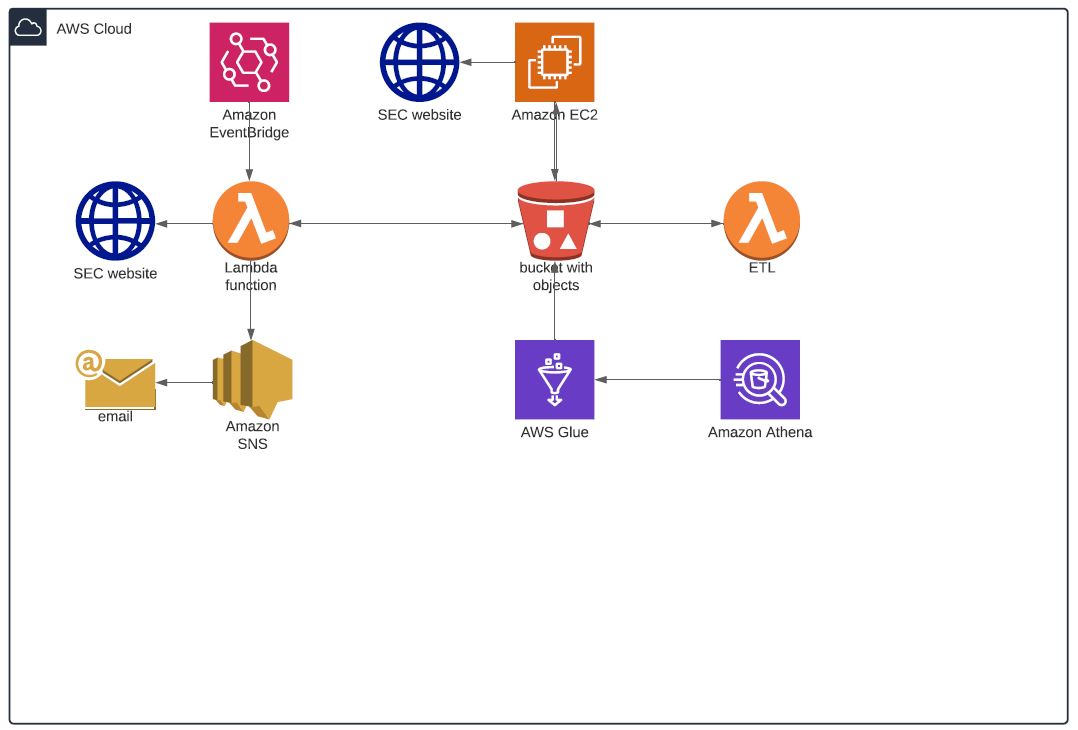 AWS Cloud
Amazon
EventBridge
SEC website
Amazon EC2
SEC website
Lambda
function
bucket with
objects
ETL
@
email
Amazon
SNS
AWS Glue
Amazon Athena